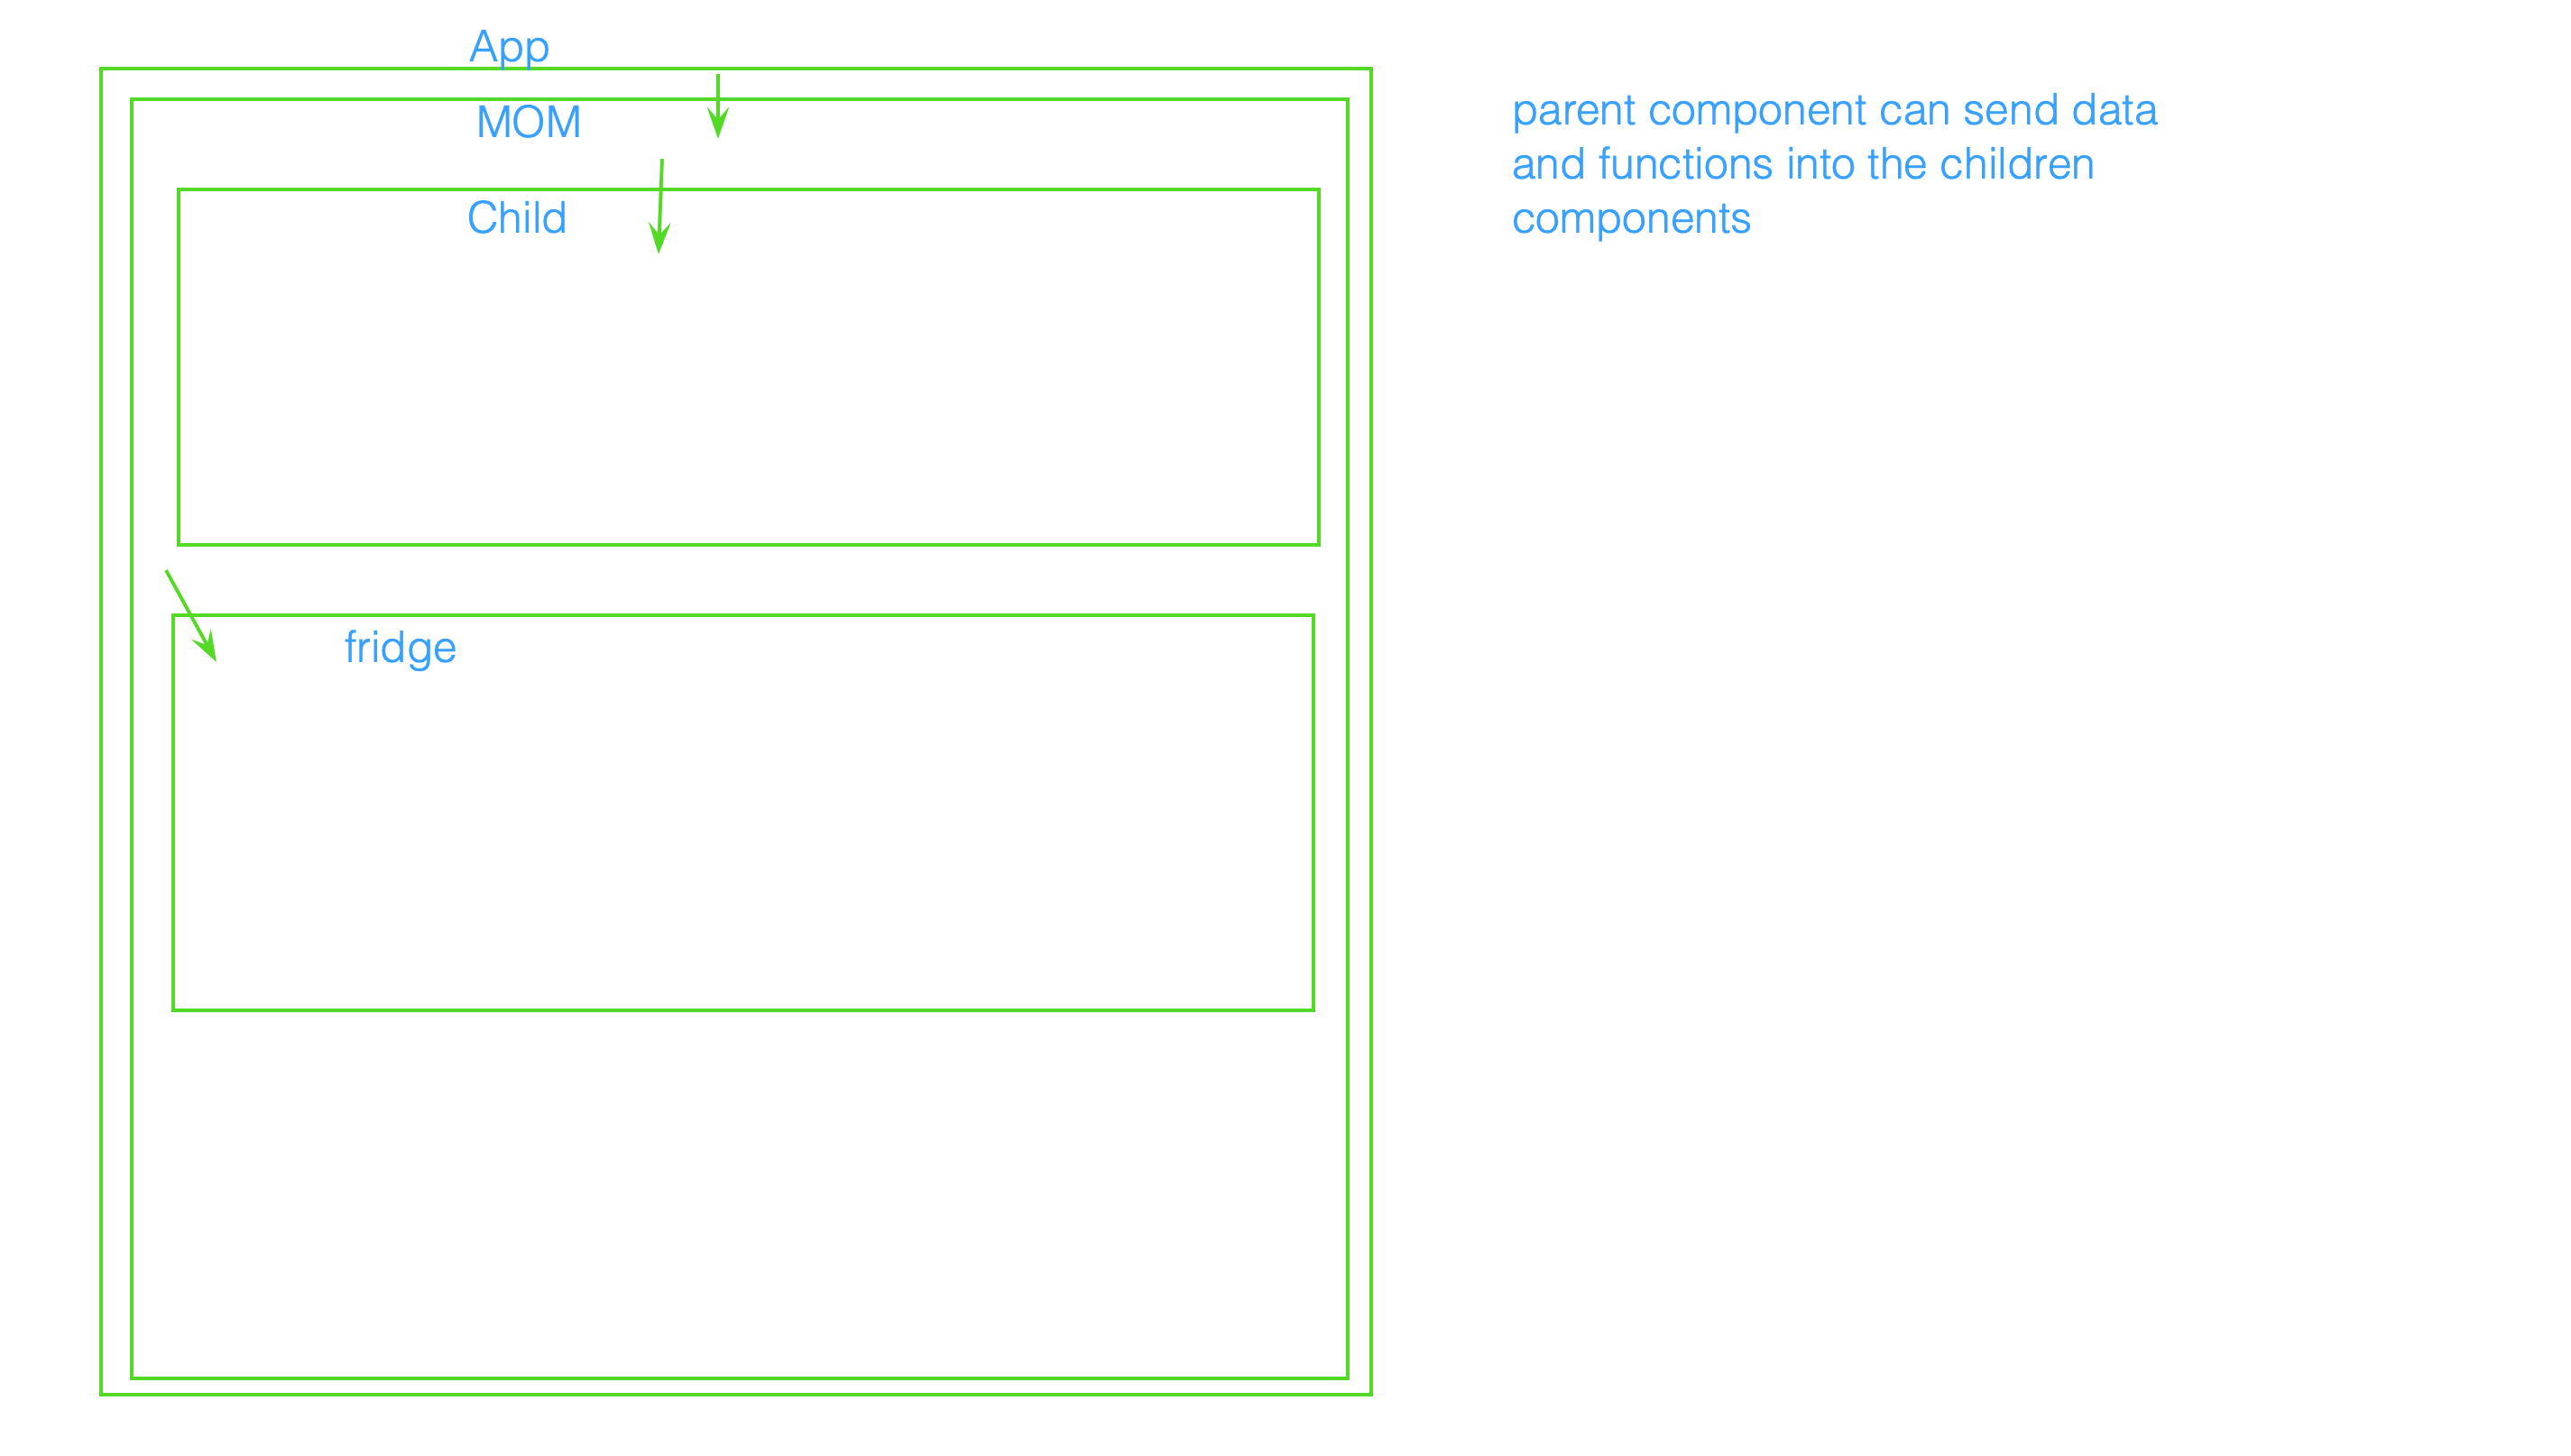 App
MOM
Child
fridge
parent component can send data
and functions into the children
components